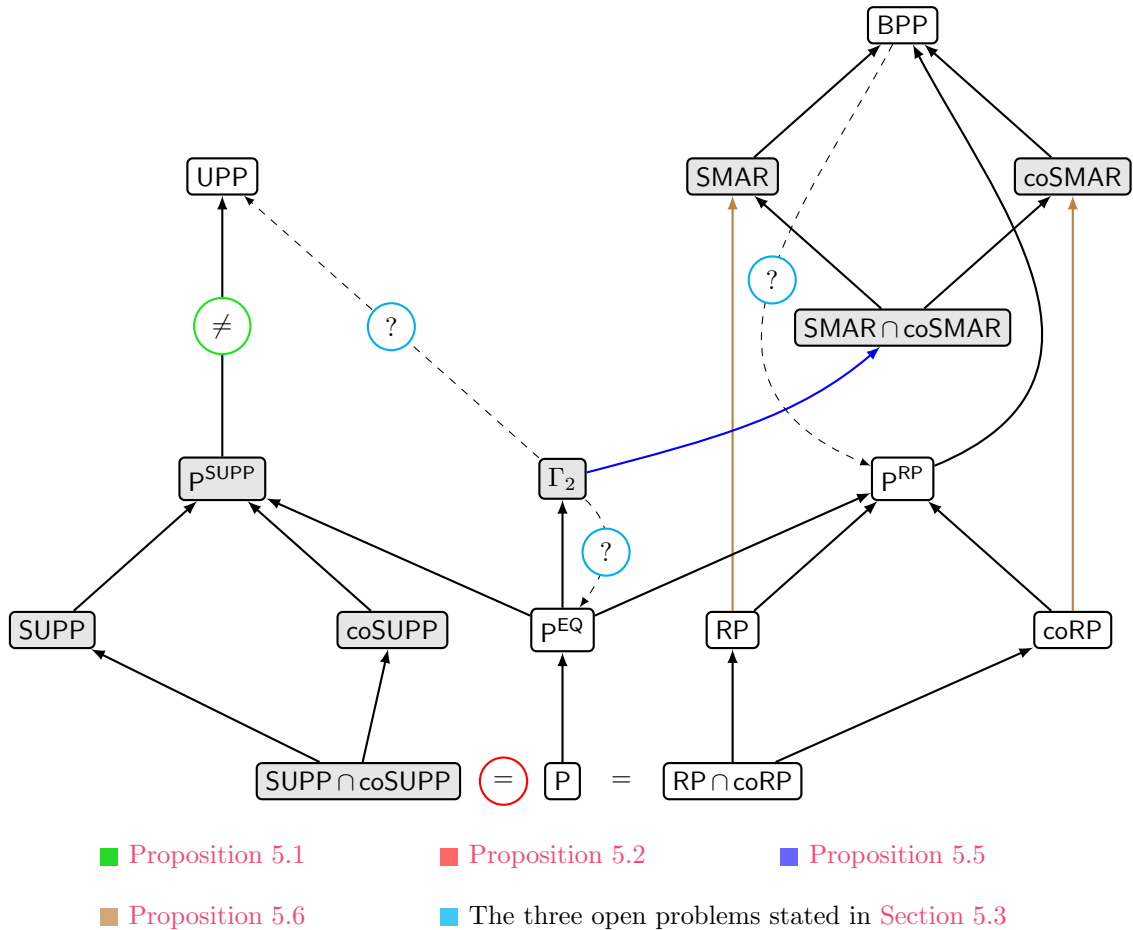 BPP
UPP
SMAR
coSMAR
?
≠
?
SMAR ∩ coSMAR
P^SUPP
Γ₂
P^RP
?
SUPP
coSUPP
P^EQ
RP
coRP
SUPP ∩ coSUPP = P = RP ∩ coRP
Proposition 5.1
Proposition 5.2
Proposition 5.5
Proposition 5.6
The three open problems stated in Section 5.3